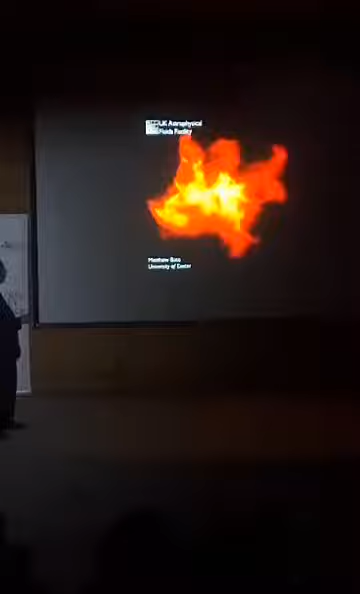 UK Astrophysical
Fluids Facility
Matthew Bate
University of Exeter